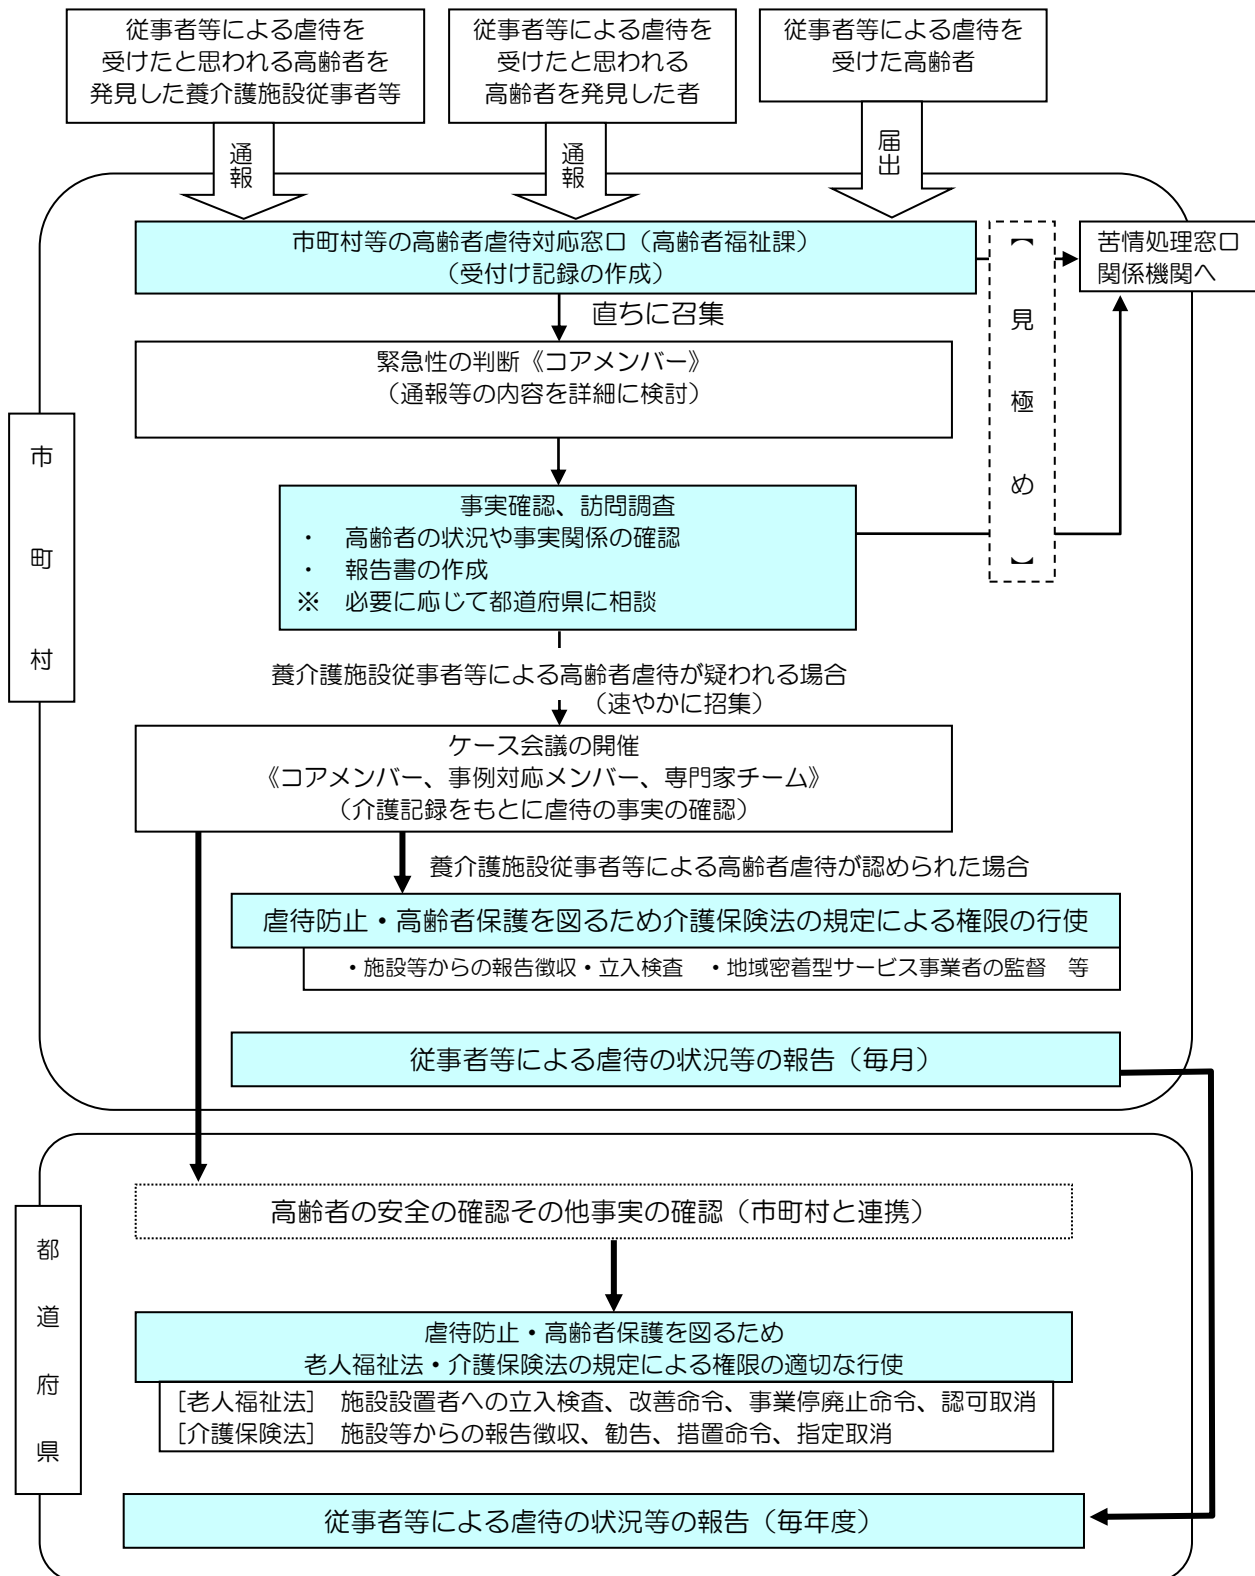 従事者等による虐待を
受けたと思われる高齢者を
発見した養介護施設従事者等
従事者等による虐待を
受けたと思われる
高齢者を発見した者
従事者等による虐待を
受けた高齢者
通報
通報
届出
市町村等の高齢者虐待対応窓口（高齢者福祉課）
（受付け記録の作成）
【見極め】
苦情処理窓口
関係機関へ
直ちに召集
緊急性の判断《コアメンバー》
（通報等の内容を詳細に検討）
市町村
事実確認、訪問調査
・　高齢者の状況や事実関係の確認
・　報告書の作成
※　必要に応じて都道府県に相談
養介護施設従事者等による高齢者虐待が疑われる場合
（速やかに招集）
ケース会議の開催
《コアメンバー、事例対応メンバー、専門家チーム》
（介護記録をもとに虐待の事実の確認）
養介護施設従事者等による高齢者虐待が認められた場合
虐待防止・高齢者保護を図るため介護保険法の規定による権限の行使
・施設等からの報告徴収・立入検査　・地域密着型サービス事業者の監督　等
従事者等による虐待の状況等の報告（毎月）
都道府県
高齢者の安全の確認その他事実の確認（市町村と連携）
虐待防止・高齢者保護を図るため
老人福祉法・介護保険法の規定による権限の適切な行使
［老人福祉法］　施設設置者への立入検査、改善命令、事業停廃止命令、認可取消
［介護保険法］　施設等からの報告徴収、勧告、措置命令、指定取消
従事者等による虐待の状況等の報告（毎年度）